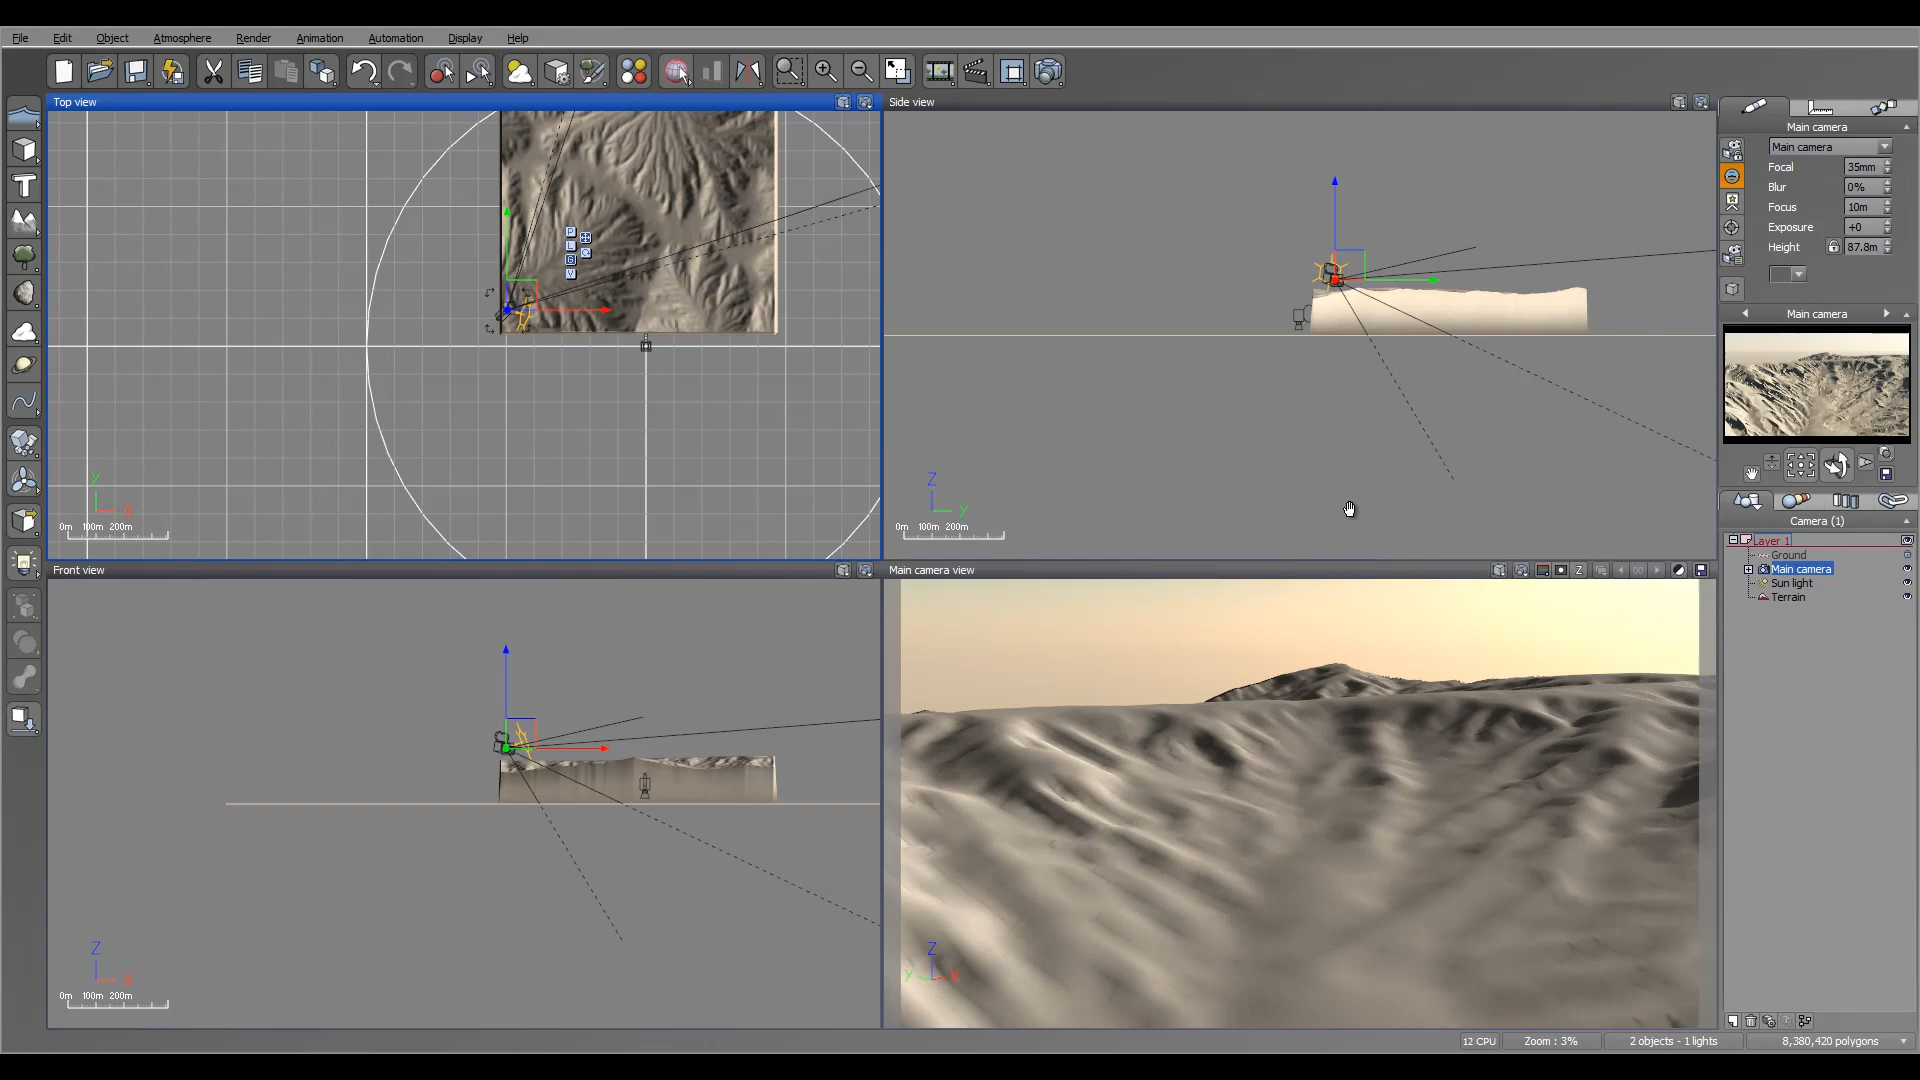 File Edit Object Atmosphere Render Animation Automation Display Help
Top view
Side view
Main camera
Main camera
Focal 35mm
Blur 0%
Focus 10m
Exposure +0
Height 87.8m
P
L
G
V
Main camera
Z
Y
Y
X
0m 100m 200m
0m 100m 200m
Camera (1)
Layer 1
Ground
Main camera
Sun light
Terrain
Front view
Main camera view
Z
Z
X
0m 100m 200m
Z
Y
X
12 CPU
Zoom : 3%
2 objects - 1 lights
8,380,420 polygons